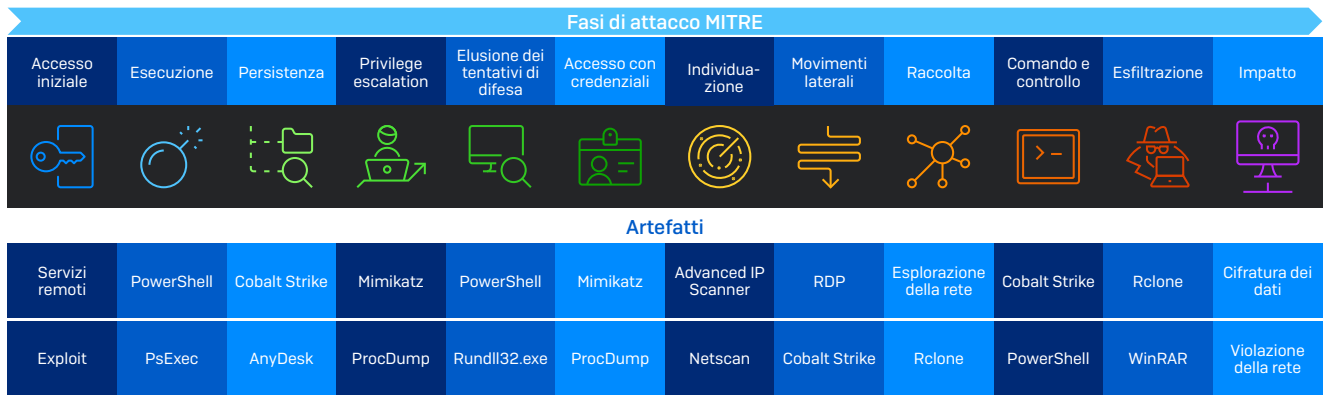 Fasi di attacco MITRE
Accesso
iniziale
Esecuzione
Persistenza
Privilege
escalation
Elusione dei
tentativi di
difesa
Accesso con
credenziali
Individua-
zione
Movimenti
laterali
Raccolta
Comando e
controllo
Esfiltrazione
Impatto
Artefatti
Servizi
remoti
PowerShell
Cobalt Strike
Mimikatz
PowerShell
Mimikatz
Advanced IP
Scanner
RDP
Esplorazione
della rete
Cobalt Strike
Rclone
Cifratura dei
dati
Exploit
PsExec
AnyDesk
ProcDump
Rundll32.exe
ProcDump
Netscan
Cobalt Strike
Rclone
PowerShell
WinRAR
Violazione
della rete